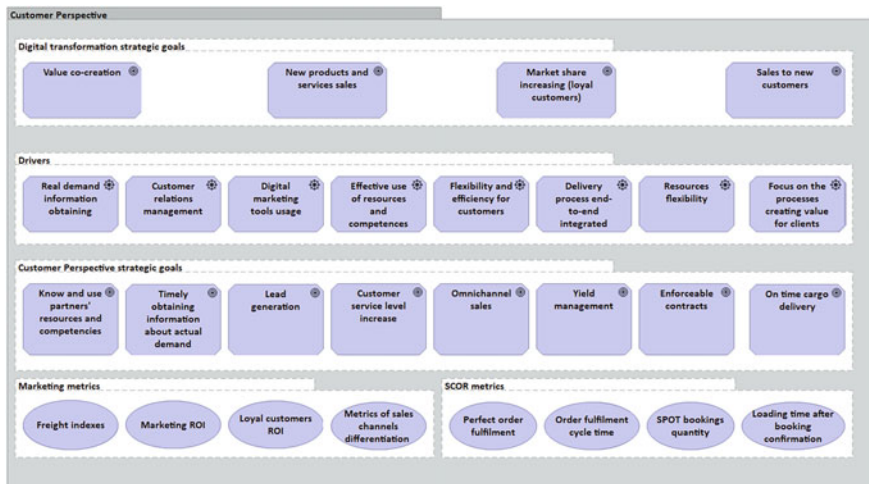 Customer Perspective
Digital transformation strategic goals
Value co-creation
New products and
services sales
Market share
increasing (loyal
customers)
Sales to new
customers
Drivers
Real demand
information
obtaining
Customer
relations
management
Digital
marketing
tools usage
Effective use
of resources
and
competences
Flexibility and
efficiency for
customers
Delivery
process end-
to-end
integrated
Resources
flexibility
Focus on the
processes
creating value
for clients
Customer Perspective strategic goals
Know and use
partners'
resources and
competencies
Timely
obtaining
information
about actual
demand
Lead
generation
Customer
service level
increase
Omnichannel
sales
Yield
management
Enforceable
contracts
On time cargo
delivery
Marketing metrics
Freight indexes
Marketing ROI
Loyal customers
ROI
Metrics of sales
channels
differentiation
SCOR metrics
Perfect order
fulfilment
Order fulfilment
cycle time
SPOT bookings
quantity
Loading time after
booking
confirmation